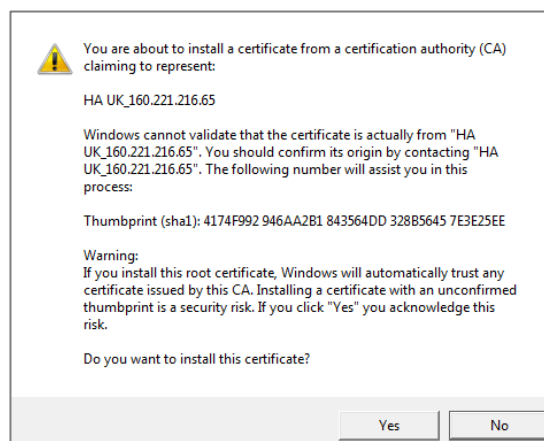 You are about to install a certificate from a certification authority (CA)
claiming to represent:
HA UK_160.221.216.65
Windows cannot validate that the certificate is actually from "HA
UK_160.221.216.65". You should confirm its origin by contacting "HA
UK_160.221.216.65". The following number will assist you in this
process:
Thumbprint (sha1): 4174F992 946AA2B1 843564DD 328B5645 7E3E25EE
Warning:
If you install this root certificate, Windows will automatically trust any
certificate issued by this CA. Installing a certificate with an unconfirmed
thumbprint is a security risk. If you click "Yes" you acknowledge this
risk.
Do you want to install this certificate?
Yes No